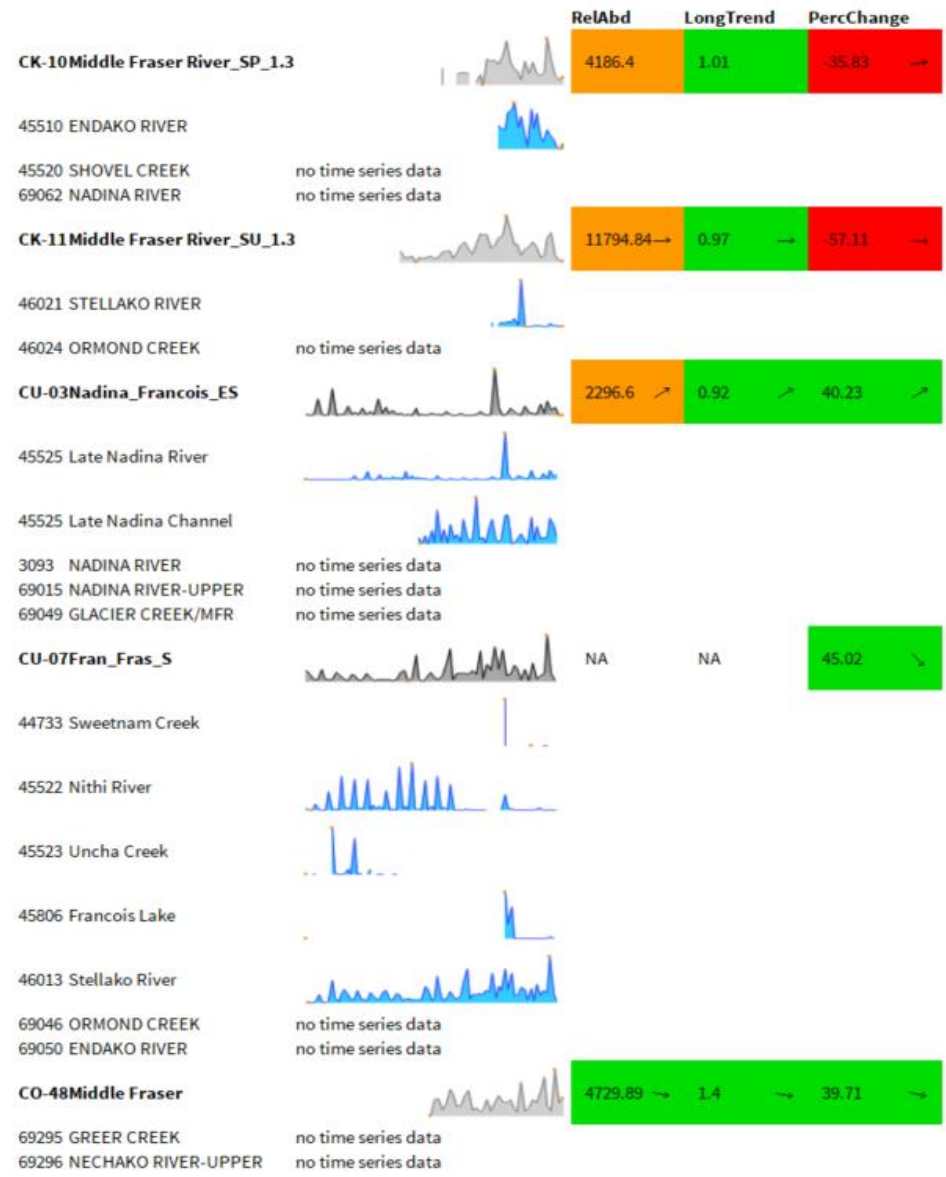 RelAbd LongTrend PercChange
CK-10Middle Fraser River_SP_1.3 4186.4 1.01 -35.83 →
45510 ENDAKO RIVER
45520 SHOVEL CREEK no time series data
69062 NADINA RIVER no time series data
CK-11Middle Fraser River_SU_1.3 11794.84→ 0.97 → -57.11 →
46021 STELLAKO RIVER
46024 ORMOND CREEK no time series data
CU-03Nadina_Francois_ES 2296.6 ↗ 0.92 ↗ 40.23 ↗
45525 Late Nadina River
45525 Late Nadina Channel
3093 NADINA RIVER no time series data
69015 NADINA RIVER-UPPER no time series data
69049 GLACIER CREEK/MFR no time series data
CU-07Fran_Fras_S NA NA 45.02 ↘
44733 Sweetnam Creek
45522 Nithi River
45523 Uncha Creek
45806 Francois Lake
46013 Stellako River
69046 ORMOND CREEK no time series data
69050 ENDAKO RIVER no time series data
CO-48Middle Fraser 4729.89 → 1.4 → 39.71 →
69295 GREER CREEK no time series data
69296 NECHAKO RIVER-UPPER no time series data